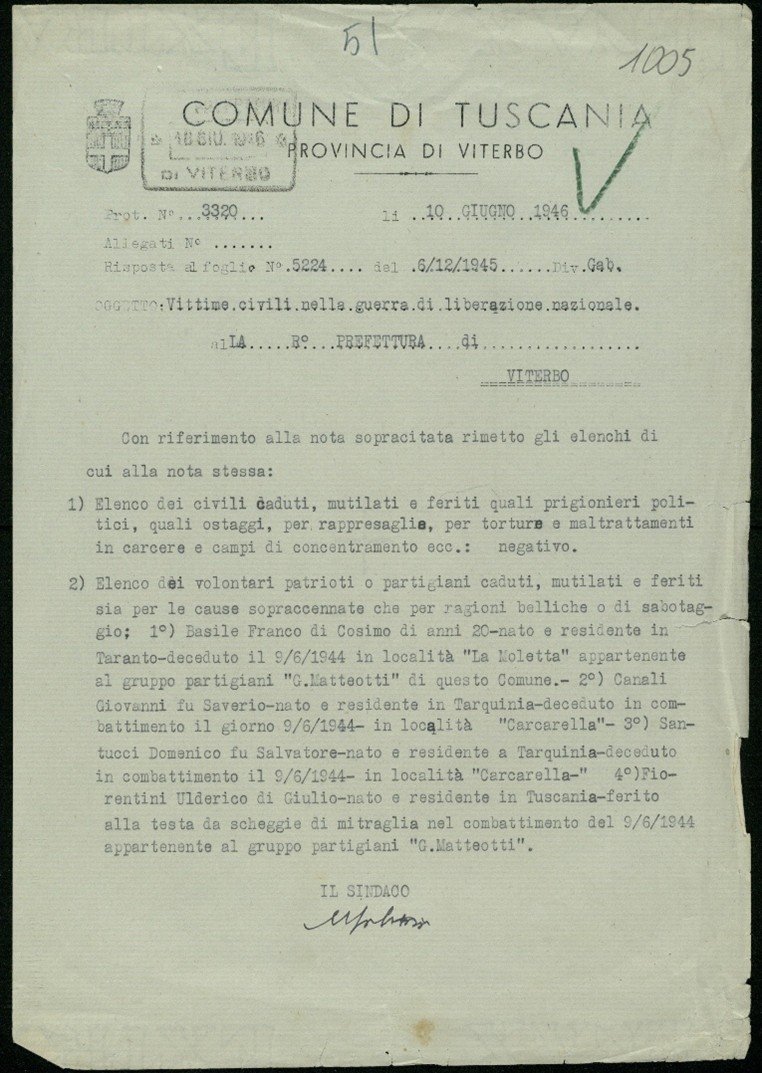 51
1005
COMUNE DI TUSCANIA
PROVINCIA DI VITERBO
18 GIU. 1946
DI VITERBO
Prot. N° ...3320... li ..10 GIUGNO 1946.........
Allegati N° .......
Risposta al foglio N°.5224.... del .6/12/1945......Div.Gab.
OGGETTO:Vittime.civili.nella.guerra.di.liberazione.nazionale.
alLA.....R°...PREFETTURA....di..................
VITERBO
Con riferimento alla nota sopracitata rimetto gli elenchi di
cui alla nota stessa:
1) Elenco dei civili caduti, mutilati e feriti quali prigionieri poli-
tici, quali ostaggi, per rappresaglie, per torture e maltrattamenti
in carcere e campi di concentramento ecc.: negativo.
2) Elenco dei volontari patrioti o partigiani caduti, mutilati e feriti
sia per le cause sopraccennate che per ragioni belliche o di sabotag-
gio; 1°) Basile Franco di Cosimo di anni 20-nato e residente in
Taranto-deceduto il 9/6/1944 in località "La Moletta" appartenente
al gruppo partigiani "G.Matteotti" di questo Comune.- 2°) Canali
Giovanni fu Saverio-nato e residente in Tarquinia-deceduto in com-
battimento il giorno 9/6/1944- in località "Carcarella"- 3°) San-
tucci Domenico fu Salvatore-nato e residente a Tarquinia-deceduto
in combattimento il 9/6/1944- in località "Carcarella-" 4°)Fio-
rentini Ulderico di Giulio-nato e residente in Tuscania-ferito
alla testa da scheggie di mitraglia nel combattimento del 9/6/1944
appartenente al gruppo partigiani "G.Matteotti".
IL SINDACO